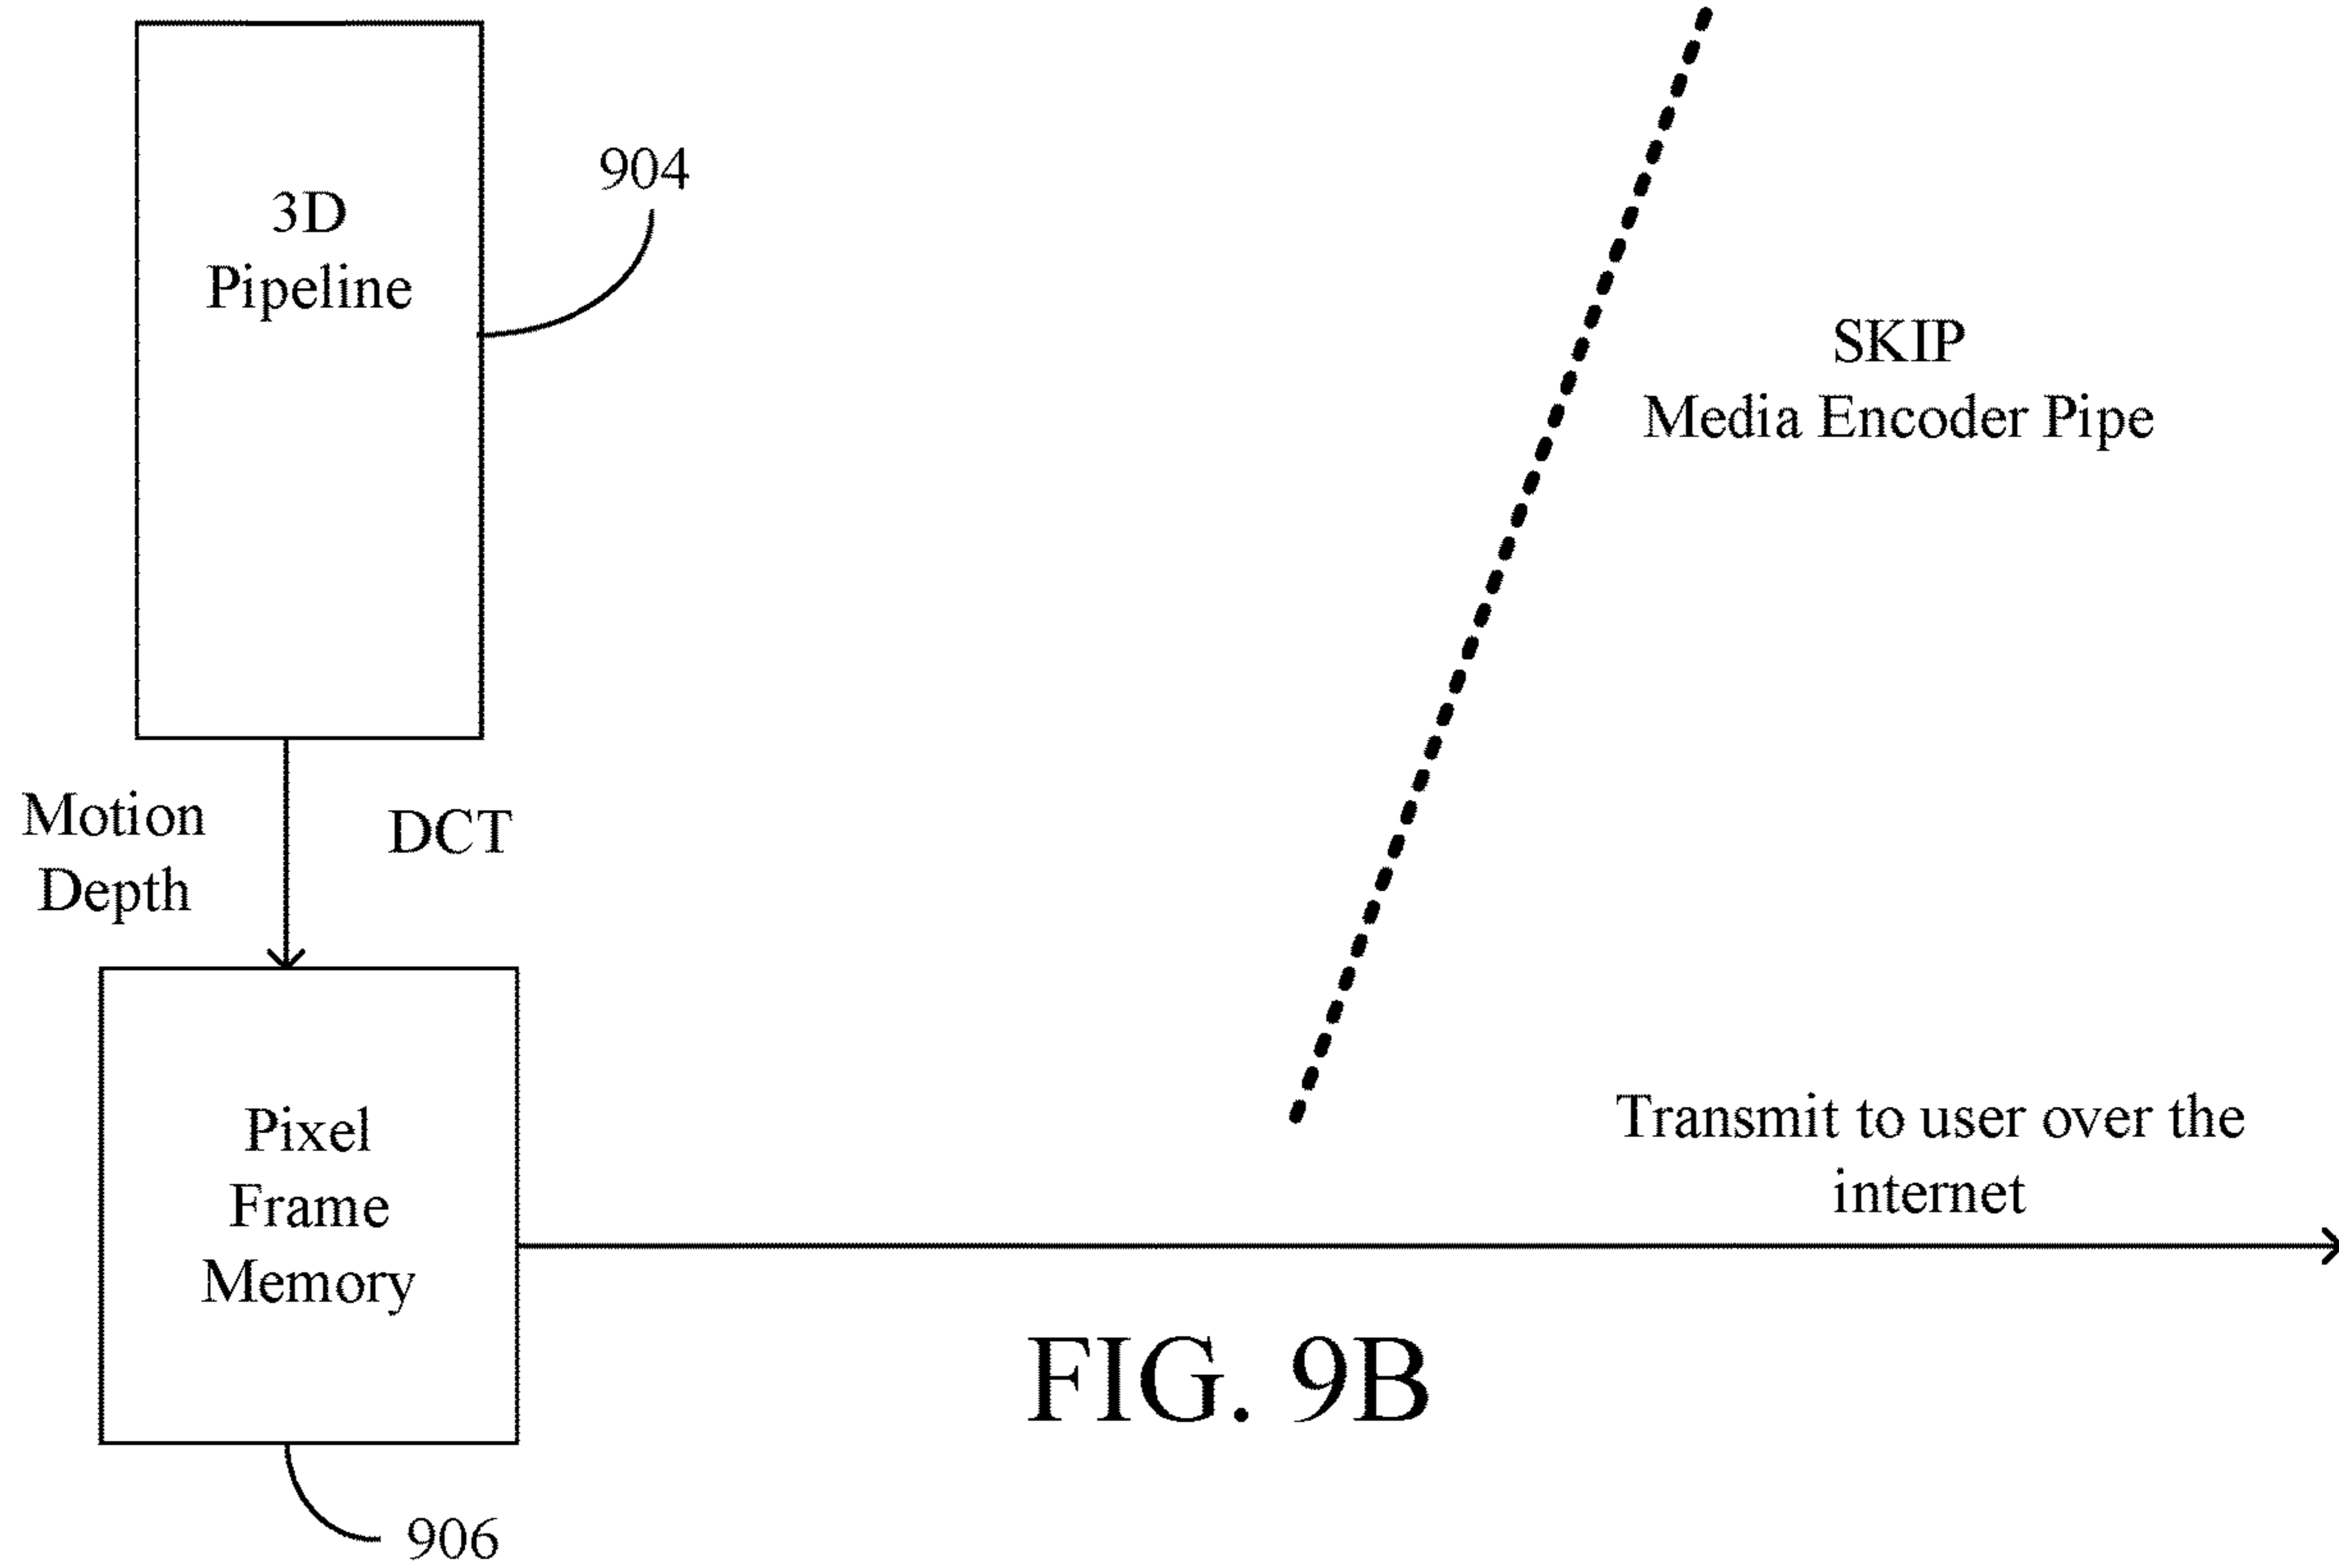 904
3D
Pipeline
SKIP
Media Encoder Pipe
Motion
Depth
DCT
Pixel
Frame
Memory
Transmit to user over the
internet
FIG. 9B
906